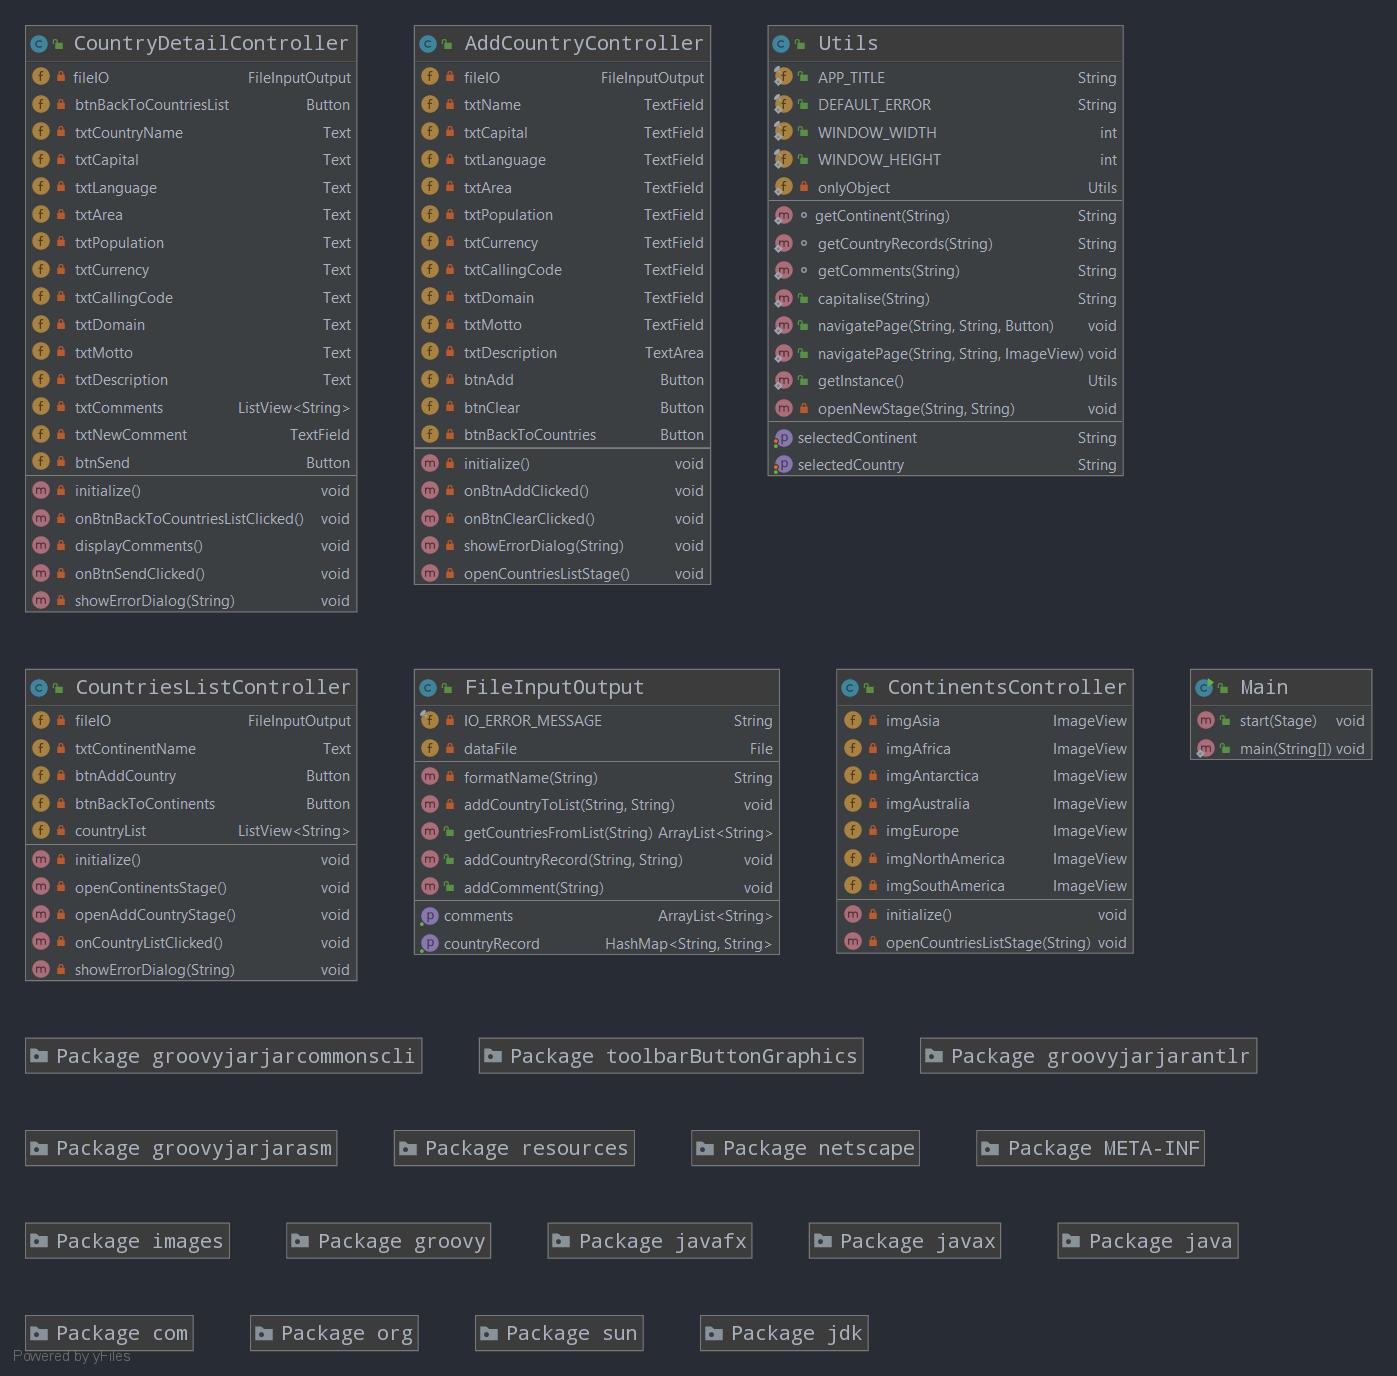 CountryDetailController
fileIO FileInputOutput
btnBackToCountriesList Button
txtCountryName Text
txtCapital Text
txtLanguage Text
txtArea Text
txtPopulation Text
txtCurrency Text
txtCallingCode Text
txtDomain Text
txtMotto Text
txtDescription Text
txtComments ListView<String>
txtNewComment TextField
btnSend Button
initialize() void
onBtnBackToCountriesListClicked() void
displayComments() void
onBtnSendClicked() void
showErrorDialog(String) void
AddCountryController
fileIO FileInputOutput
txtName TextField
txtCapital TextField
txtLanguage TextField
txtArea TextField
txtPopulation TextField
txtCurrency TextField
txtCallingCode TextField
txtDomain TextField
txtMotto TextField
txtDescription TextArea
btnAdd Button
btnClear Button
btnBackToCountries Button
initialize() void
onBtnAddClicked() void
onBtnClearClicked() void
showErrorDialog(String) void
openCountriesListStage() void
Utils
APP_TITLE String
DEFAULT_ERROR String
WINDOW_WIDTH int
WINDOW_HEIGHT int
onlyObject Utils
getContinent(String) String
getCountryRecords(String) String
getComments(String) String
capitalise(String) String
navigatePage(String, String, Button) void
navigatePage(String, String, ImageView) void
getInstance() Utils
openNewStage(String, String) void
selectedContinent String
selectedCountry String
CountriesListController
fileIO FileInputOutput
txtContinentName Text
btnAddCountry Button
btnBackToContinents Button
countryList ListView<String>
initialize() void
openContinentsStage() void
openAddCountryStage() void
onCountryListClicked() void
showErrorDialog(String) void
FileInputOutput
IO_ERROR_MESSAGE String
dataFile File
formatName(String) String
addCountryToList(String, String) void
getCountriesFromList(String) ArrayList<String>
addCountryRecord(String, String) void
addComment(String) void
comments ArrayList<String>
countryRecord HashMap<String, String>
ContinentsController
imgAsia ImageView
imgAfrica ImageView
imgAntarctica ImageView
imgAustralia ImageView
imgEurope ImageView
imgNorthAmerica ImageView
imgSouthAmerica ImageView
initialize() void
openCountriesListStage(String) void
Main
start(Stage) void
main(String[]) void
Package groovyjarjarcommonscli
Package toolbarButtonGraphics
Package groovyjarjarantlr
Package groovyjarjarasm
Package resources
Package netscape
Package META-INF
Package images
Package groovy
Package javafx
Package javax
Package java
Package com
Package org
Package sun
Package jdk
Powered by yFiles